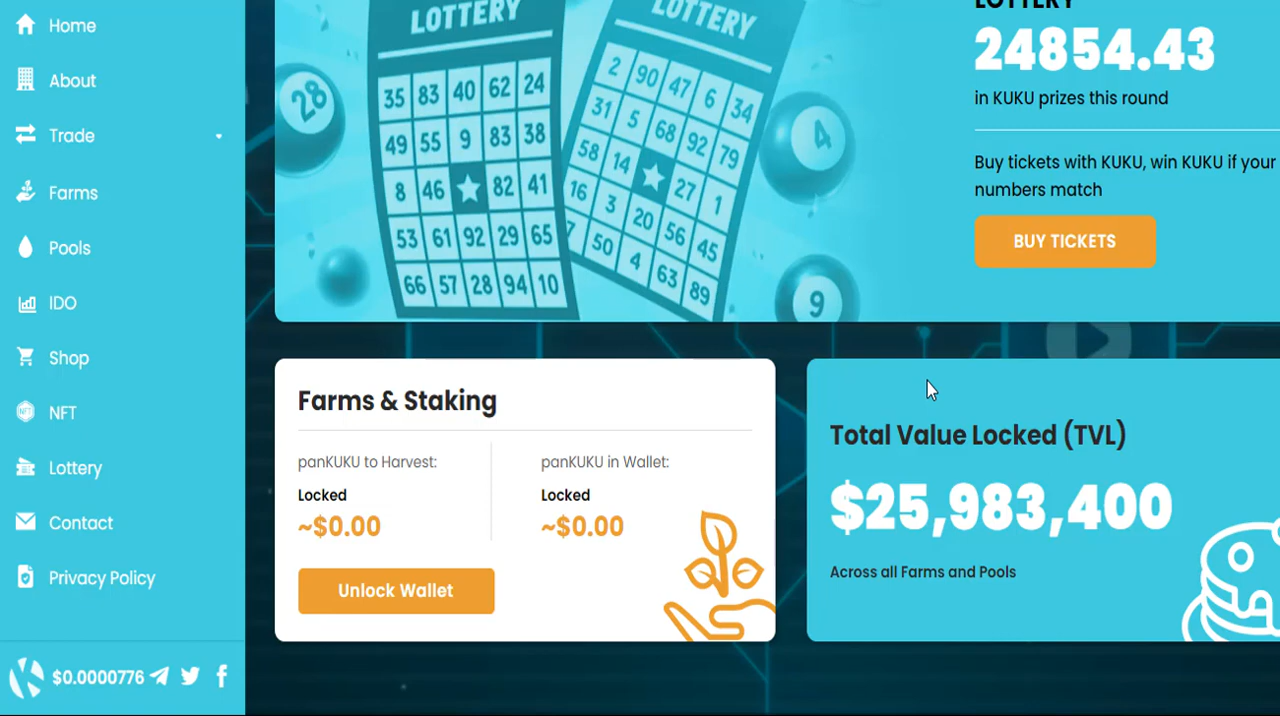 Home
About
Trade
Farms
Pools
IDO
Shop
NFT
Lottery
Contact
Privacy Policy
$0.0000776
LOTTERY
35 83 40 62 24
49 55 9 83 38
8 46 82 41
53 61 92 29 65
66 57 28 94 10
LOTTERY
2 90 47 6 34
31 5 68 92 79
58 14 27 1
16 3 20 56 45
7 50 4 63 89
28
4
9
LOTTERY
24854.43
in KUKU prizes this round
Buy tickets with KUKU, win KUKU if your
numbers match
BUY TICKETS
Farms & Staking
panKUKU to Harvest:
Locked
~$0.00
panKUKU in Wallet:
Locked
~$0.00
Unlock Wallet
Total Value Locked (TVL)
$25,983,400
Across all Farms and Pools